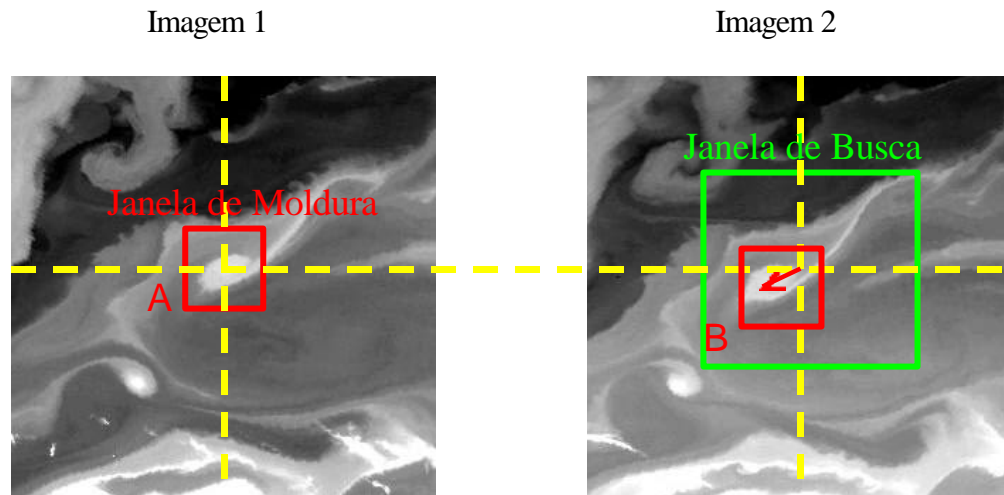 Imagem 1
Imagem 2
Janela de Moldura
A
Janela de Busca
B